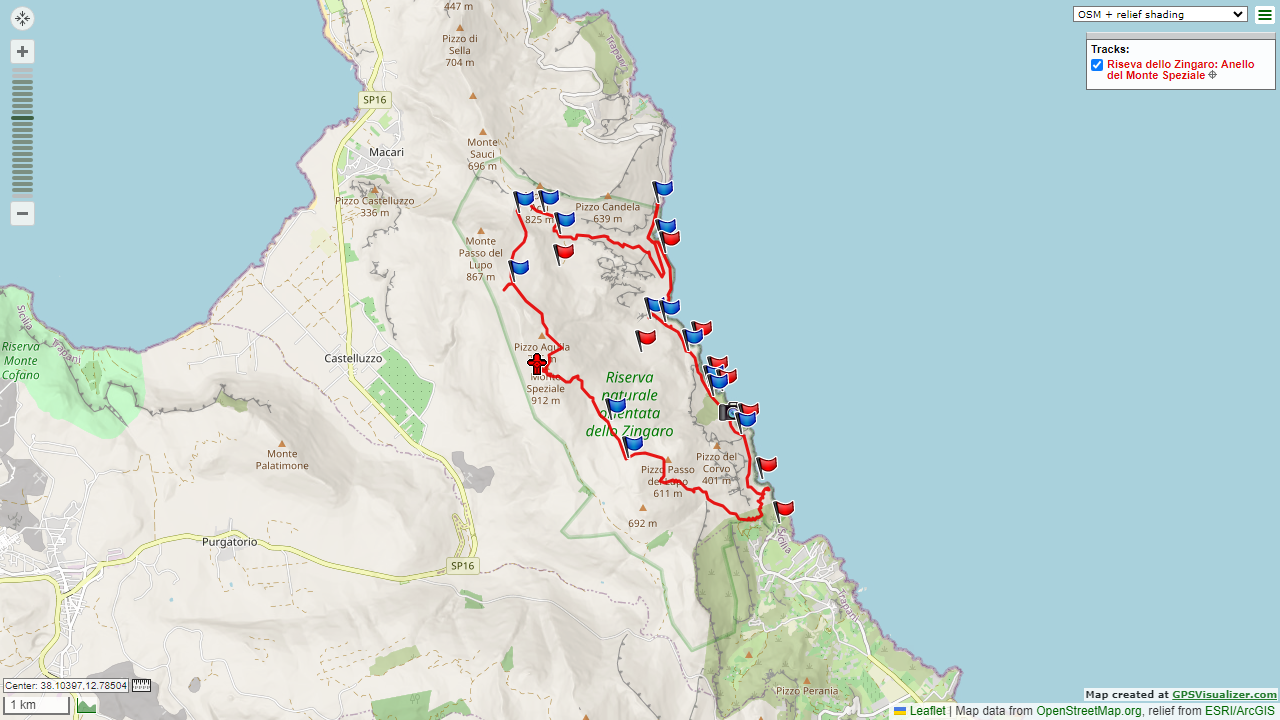 447 m
Pizzo di
Sella
704 m
OSM + relief shading
Tracks:
Riseva dello Zingaro: Anello
del Monte Speziale
Trapani
SP16
Macari
Monte
Sauci
696 m
Pizzo Castelluzzo
336 m
Pizzo Candela
639 m
825 m
Monte
Passo del
Lupo
867 m
Sicilia
Trapani
Riserva
Monte
Cofano
Castelluzzo
Pizzo Aquila
Monte
Speziale
912 m
Riserva
naturale
orientata
dello Zingaro
Monte
Palatimone
Pizzo Passo
del Lupo
611 m
Pizzo del
Corvo
401 m
692 m
Purgatorio
SP16
Sicilia
Trapani
Pizzo Perania
Center: 38.10397,12.78504
1 km
Map created at GPSVisualizer.com
Leaflet | Map data from OpenStreetMap.org, relief from ESRI/ArcGIS